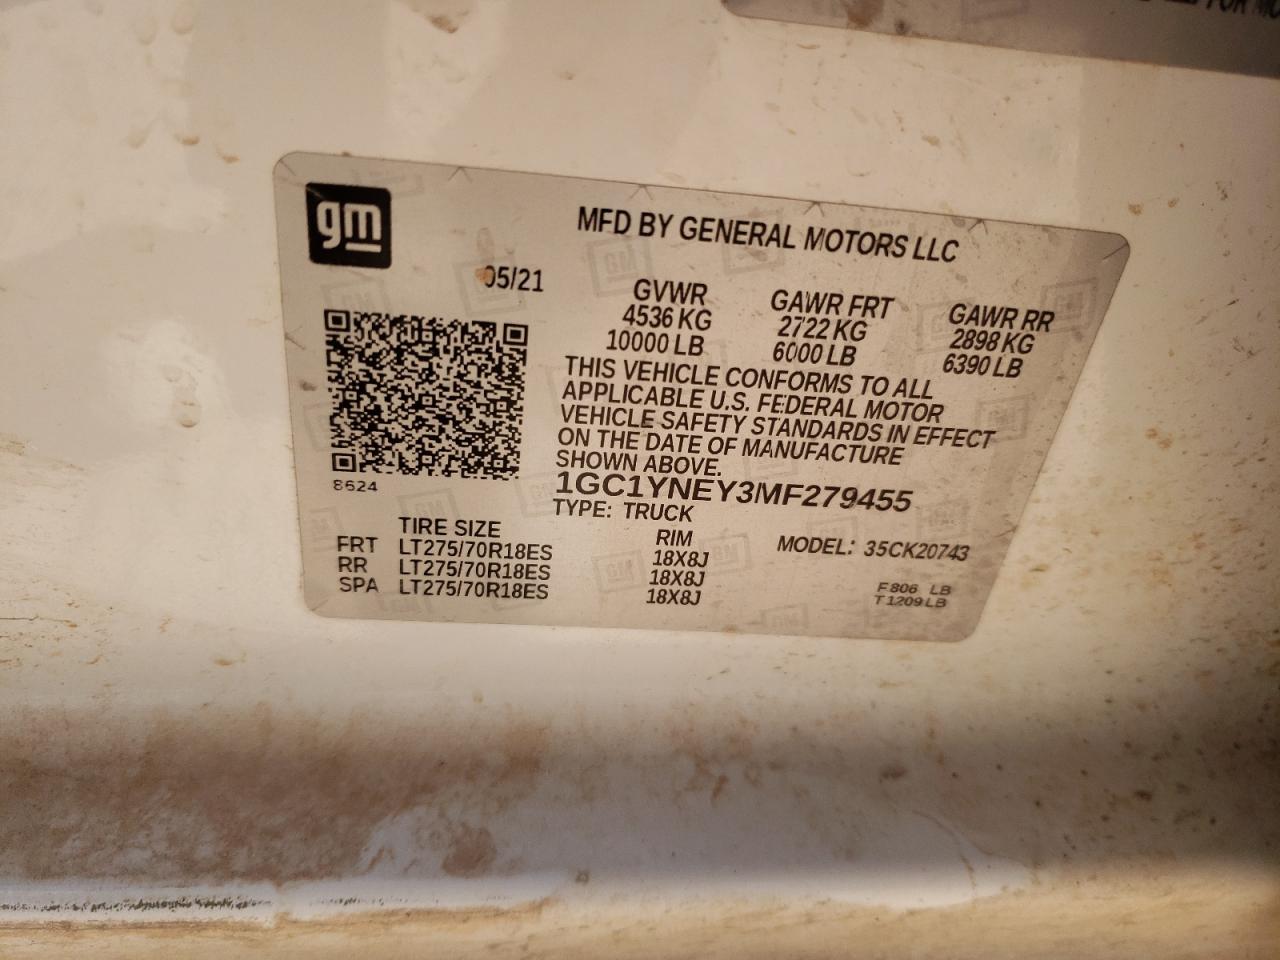 FOR MO
gm
MFD BY GENERAL MOTORS LLC
05/21
GVWR GAWR FRT GAWR RR
4536 KG 2722 KG 2898 KG
10000 LB 6000 LB 6390 LB
THIS VEHICLE CONFORMS TO ALL
APPLICABLE U.S. FEDERAL MOTOR
VEHICLE SAFETY STANDARDS IN EFFECT
ON THE DATE OF MANUFACTURE
SHOWN ABOVE.
8624
1GC1YNEY3MF279455
TYPE: TRUCK
TIRE SIZE RIM MODEL: 35CK20743
FRT LT275/70R18ES 18X8J
RR LT275/70R18ES 18X8J
SPA LT275/70R18ES 18X8J
F806 LB
T1209LB